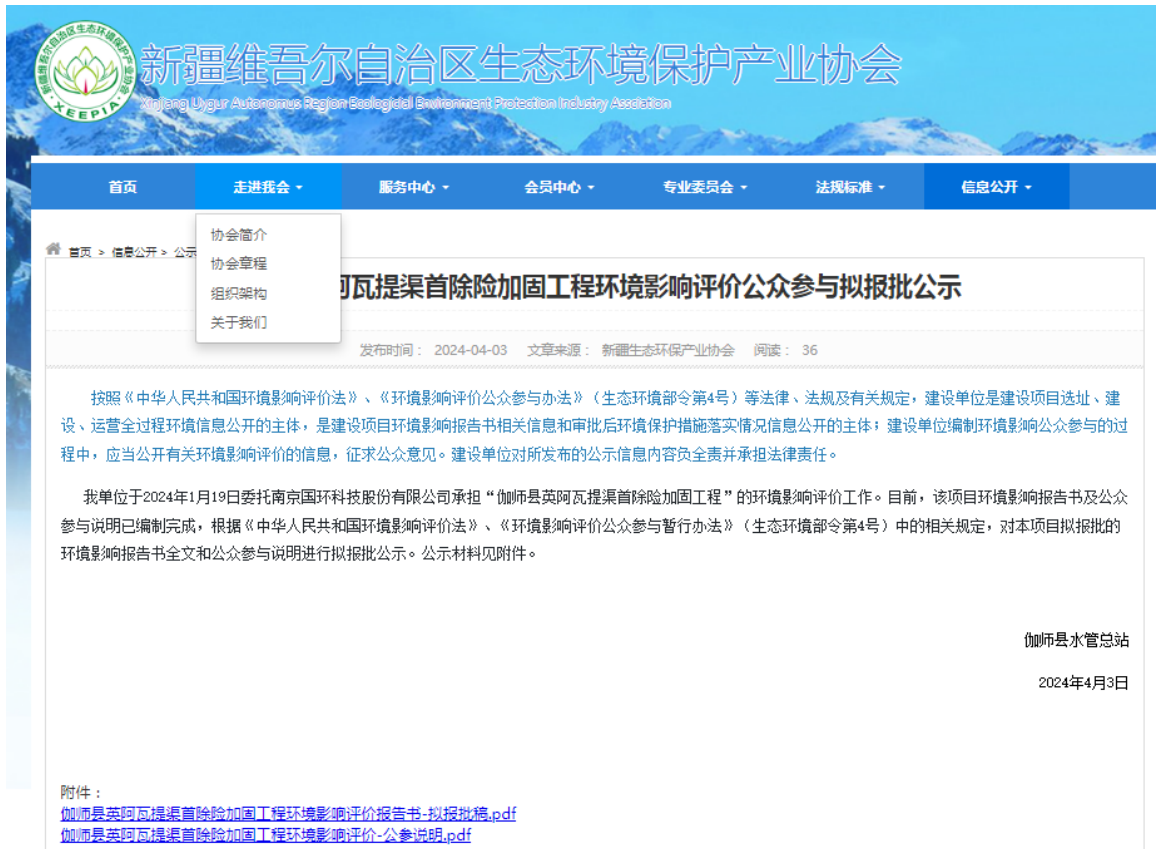 新疆维吾尔自治区生态环境保护产业协会
XEEPIA
新疆维吾尔自治区生态环境保护产业协会
Xinjiang Uygur Autonomus Region Ecologicial Environment Protection Industry Assciation
首页 走进我会 服务中心 会员中心 专业委员会 法规标准 信息公开
协会简介
协会章程
组织架构
关于我们
首页 > 信息公开 > 公示
阿瓦提渠首除险加固工程环境影响评价公众参与拟报批公示
发布时间： 2024-04-03 文章来源： 新疆生态环保产业协会 阅读： 36
按照《中华人民共和国环境影响评价法》、《环境影响评价公众参与办法》（生态环境部令第4号）等法律、法规及有关规定，建设单位是建设项目选址、建
设、运营全过程环境信息公开的主体，是建设项目环境影响报告书相关信息和审批后环境保护措施落实情况信息公开的主体；建设单位编制环境影响公众参与的过
程中，应当公开有关环境影响评价的信息，征求公众意见。建设单位对所发布的公示信息内容负全责并承担法律责任。
我单位于2024年1月19日委托南京国环科技股份有限公司承担“伽师县英阿瓦提渠首除险加固工程”的环境影响评价工作。目前，该项目环境影响报告书及公众
参与说明已编制完成，根据《中华人民共和国环境影响评价法》、《环境影响评价公众参与暂行办法》（生态环境部令第4号）中的相关规定，对本项目拟报批的
环境影响报告书全文和公众参与说明进行拟报批公示。公示材料见附件。
伽师县水管总站
2024年4月3日
附件：
伽师县英阿瓦提渠首除险加固工程环境影响评价报告书-拟报批稿.pdf
伽师县英阿瓦提渠首除险加固工程环境影响评价-公参说明.pdf